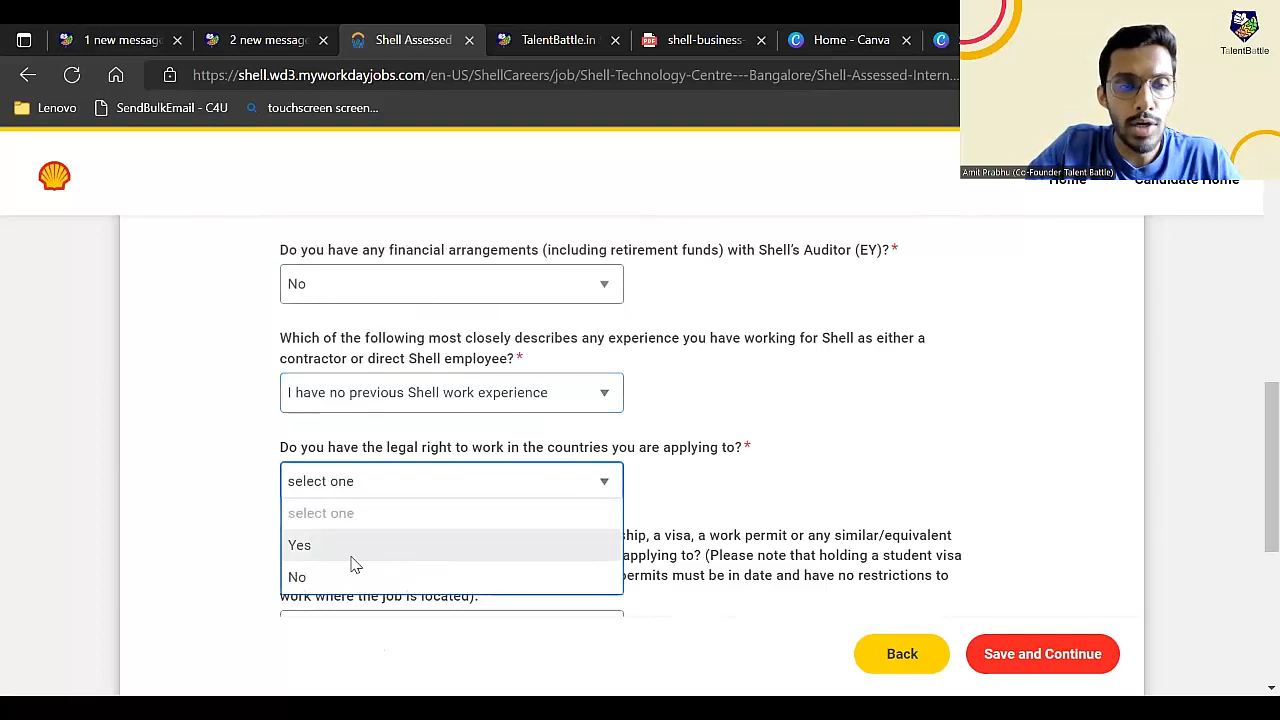 1 new messag
2 new messag
Shell Assessed
TalentBattle.in
shell-business-
Home - Canva
https://shell.wd3.myworkdayjobs.com/en-US/ShellCareers/job/Shell-Technology-Centre---Bangalore/Shell-Assessed-Intern...
Lenovo
SendBulkEmail - C4U
touchscreen screen...
TalentBattle
Amit Prabhu (Co-Founder Talent Battle)
Home
Candidate Home
Do you have any financial arrangements (including retirement funds) with Shell's Auditor (EY)?*
No
Which of the following most closely describes any experience you have working for Shell as either a
contractor or direct Shell employee?*
I have no previous Shell work experience
Do you have the legal right to work in the countries you are applying to?*
select one
select one
Yes
No
ship, a visa, a work permit or any similar/equivalent
applying to? (Please note that holding a student visa
permits must be in date and have no restrictions to
work where the job is located).
Back
Save and Continue